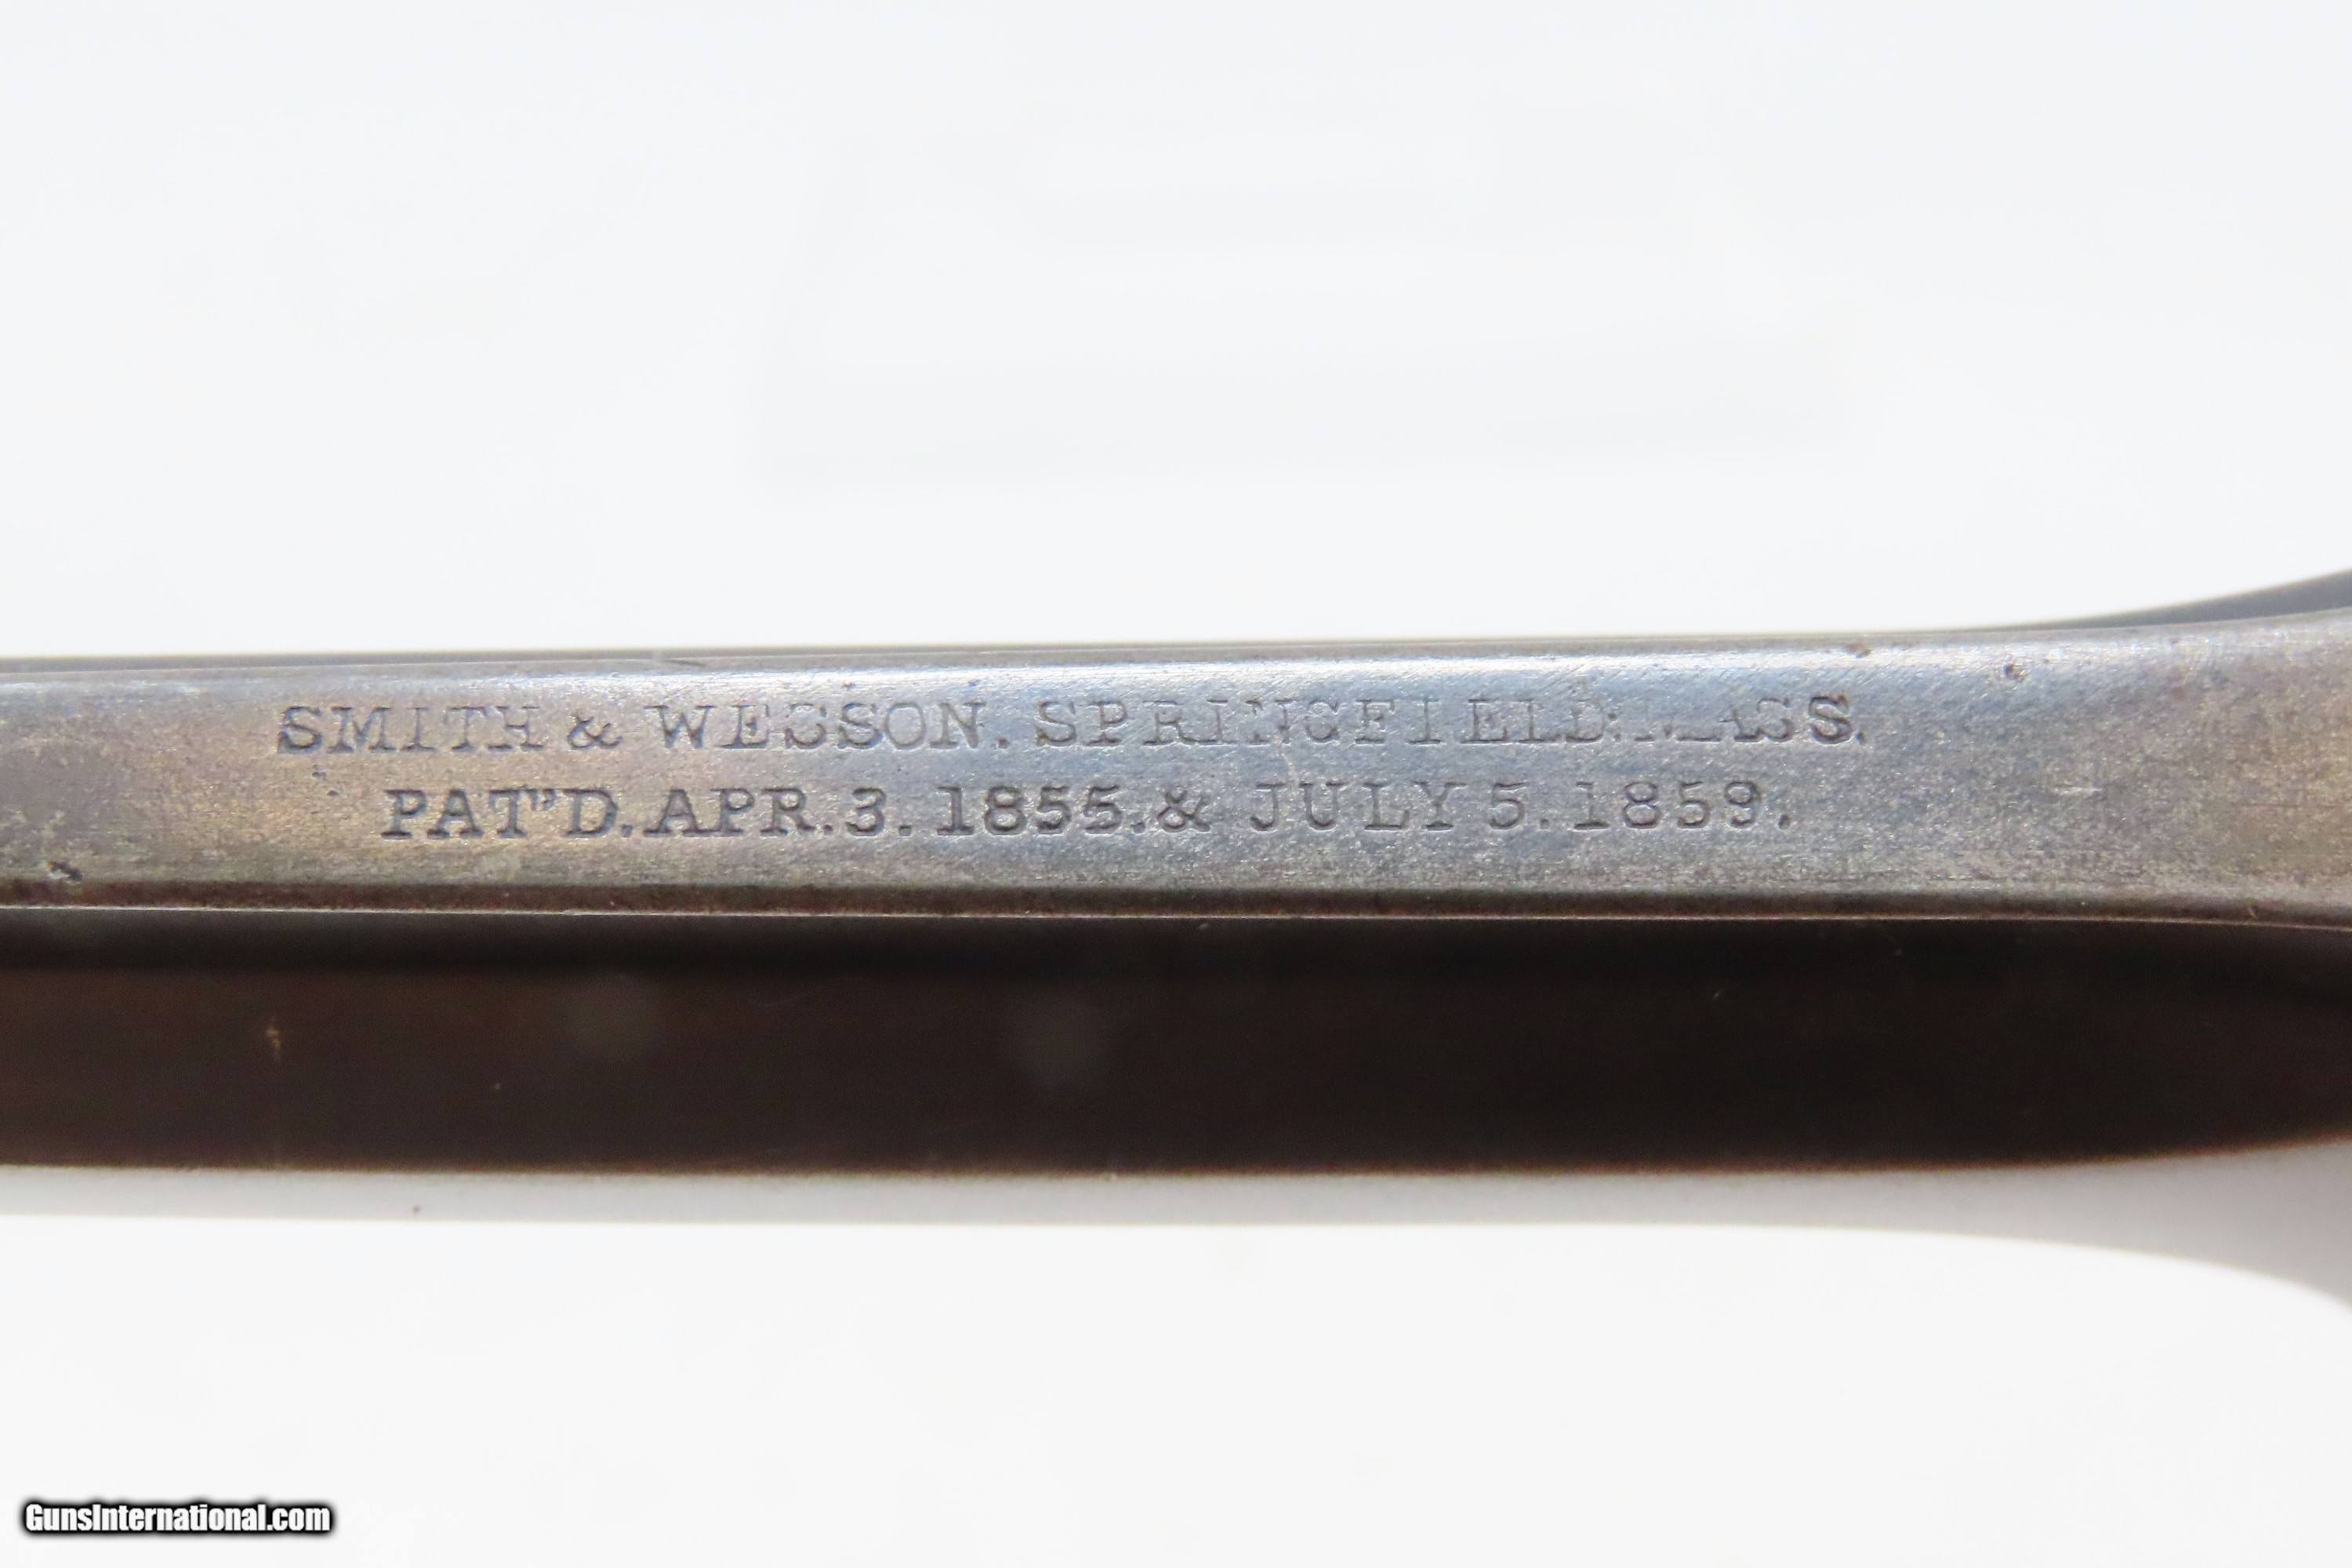 SMITH & WESSON. SPRINGFIELD. MASS.
PAT'D. APR. 3. 1855. & JULY 5. 1859.
GunsInternational.com